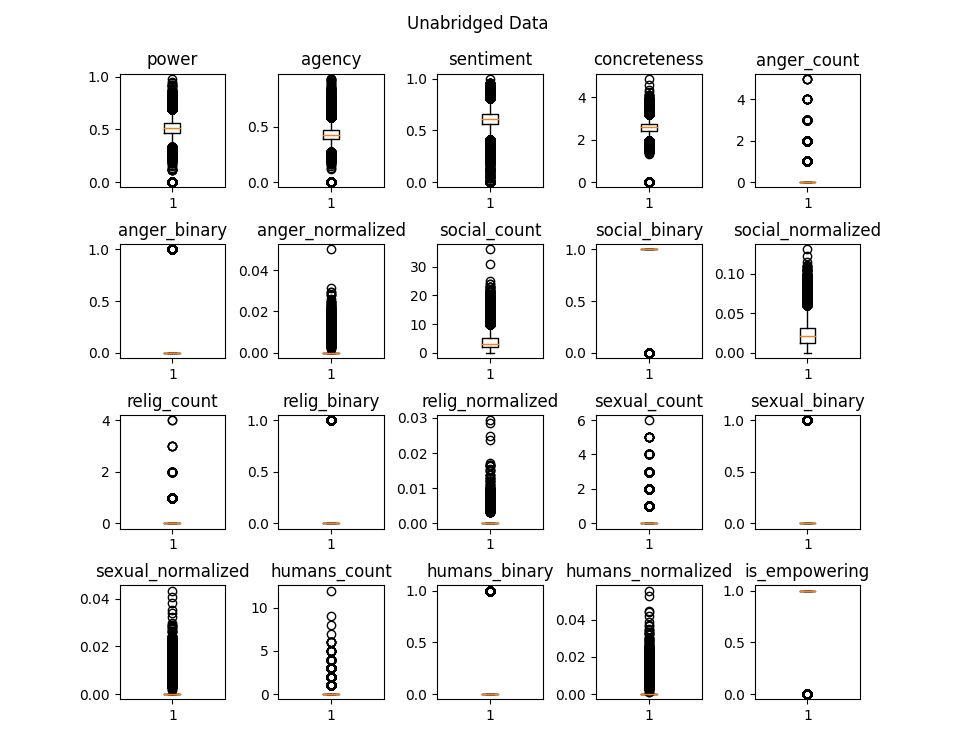 Unabridged Data
power agency sentiment concreteness anger_count
1.0 0.5 0.0 1
0.5 0.0 1
1.0 0.5 0.0 1
4 2 0 1
4 2 0 1
anger_binary anger_normalized social_count social_binary social_normalized
1.0 0.5 0.0 1
0.04 0.02 0.00 1
30 20 10 0 1
1.0 0.5 0.0 1
0.10 0.05 0.00 1
relig_count relig_binary relig_normalized sexual_count sexual_binary
4 2 0 1
1.0 0.5 0.0 1
0.03 0.02 0.01 0.00 1
6 4 2 0 1
1.0 0.5 0.0 1
sexual_normalized humans_count humans_binary humans_normalized is_empowering
0.04 0.02 0.00 1
10 5 0 1
1.0 0.5 0.0 1
0.04 0.02 0.00 1
1.0 0.5 0.0 1